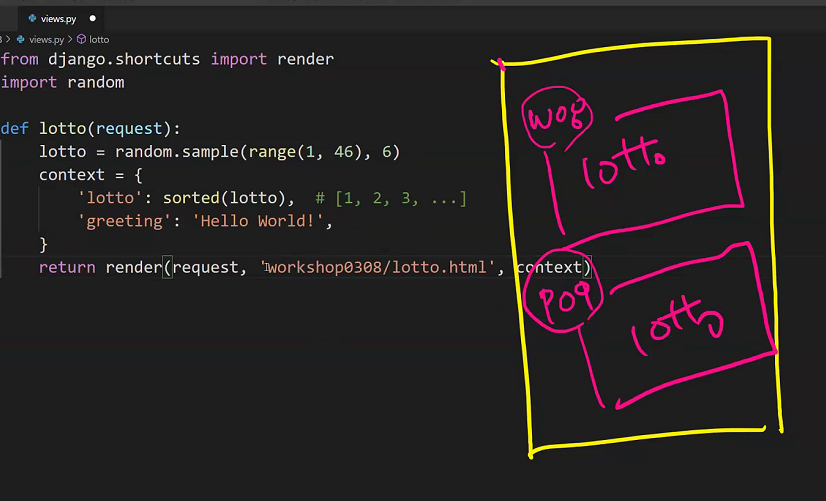 views.py
8 > views.py > lotto
from django.shortcuts import render
import random
def lotto(request):
lotto = random.sample(range(1, 46), 6)
context = {
'lotto': sorted(lotto),  # [1, 2, 3, ...]
'greeting': 'Hello World!',
}
return render(request, 'workshop0308/lotto.html', context)
lotto
lotto